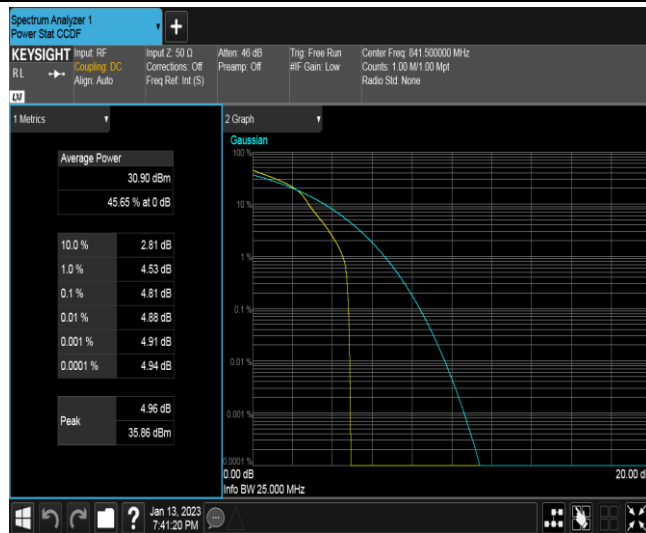 Spectrum Analyzer 1
Power Stat CCDF
+
KEYSIGHT
RL
Input: RF
Coupling: DC
Align: Auto
Input Z: 50 Ω
Corrections: Off
Freq Ref: Int (S)
Atten: 46 dB
Preamp: Off
Trig: Free Run
#IF Gain: Low
Center Freq: 841.500000 MHz
Counts: 1.00 M/1.00 Mpt
Radio Std: None
LXI
1 Metrics
Average Power
30.90 dBm
45.65 % at 0 dB
10.0 % 2.81 dB
1.0 % 4.53 dB
0.1 % 4.81 dB
0.01 % 4.88 dB
0.001 % 4.91 dB
0.0001 % 4.94 dB
Peak
4.96 dB
35.86 dBm
2 Graph
Gaussian
100 %
10 %
1 %
0.1 %
0.01 %
0.001 %
0.0001 %
0.00 dB
20.00 d
Info BW 25.000 MHz
?
Jan 13, 2023
7:41:20 PM